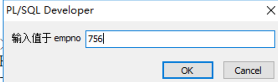 PL/SQL Developer
输入值于 empno 756
OK Cancel